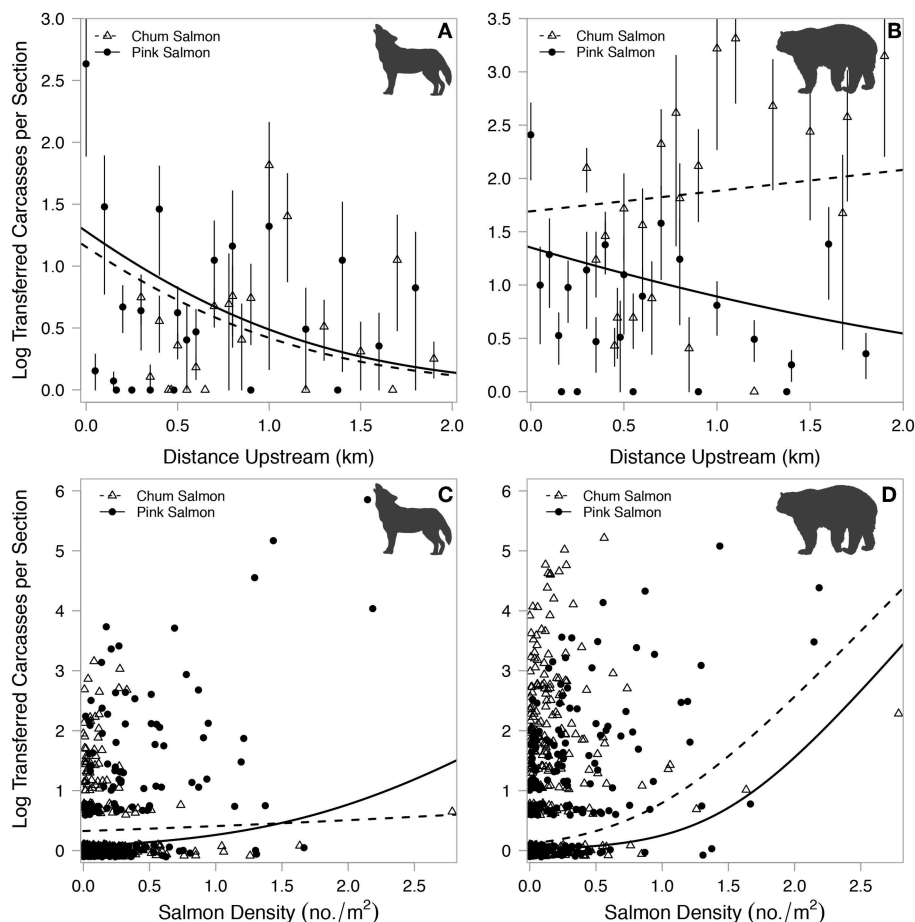 A
Chum Salmon
Pink Salmon
Log Transferred Carcasses per Section
3.0
2.5
2.0
1.5
1.0
0.5
0.0
0.0 0.5 1.0 1.5 2.0
Distance Upstream (km)
B
Chum Salmon
Pink Salmon
3.5
3.0
2.5
2.0
1.5
1.0
0.5
0.0
0.0 0.5 1.0 1.5 2.0
Distance Upstream (km)
C
Chum Salmon
Pink Salmon
Log Transferred Carcasses per Section
6
5
4
3
2
1
0
0.0 0.5 1.0 1.5 2.0 2.5
Salmon Density (no./m²)
D
Chum Salmon
Pink Salmon
6
5
4
3
2
1
0
0.0 0.5 1.0 1.5 2.0 2.5
Salmon Density (no./m²)